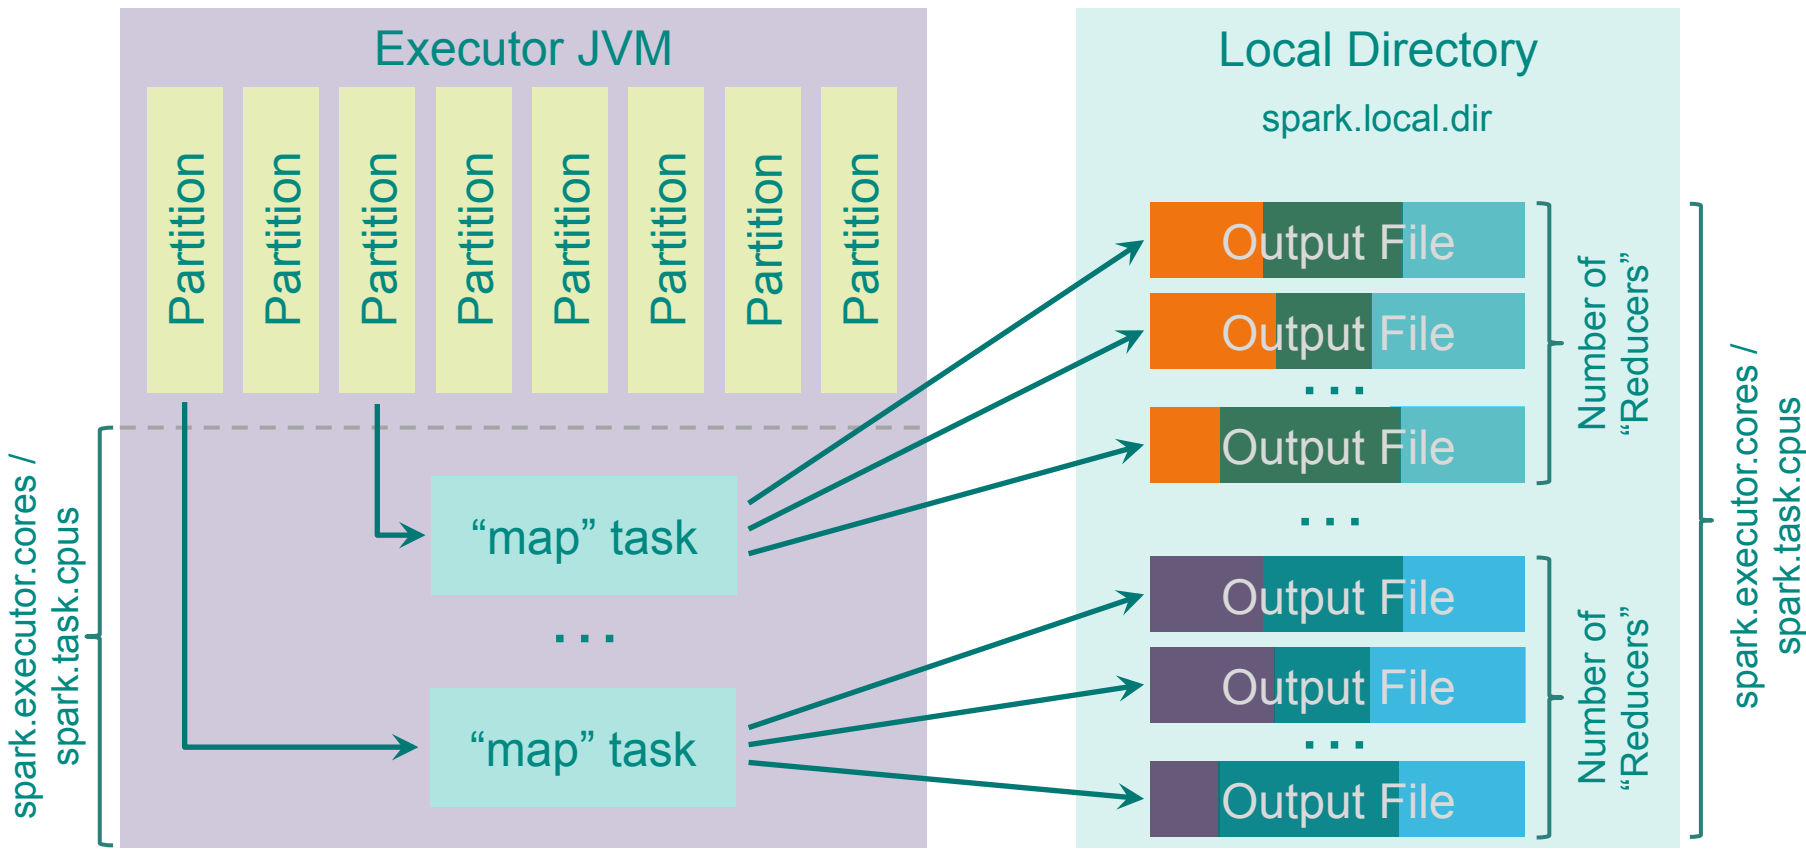 Executor JVM
Partition
Partition
Partition
Partition
Partition
Partition
Partition
Partition
spark.executor.cores /
spark.task.cpus
“map” task
...
“map” task
Local Directory
spark.local.dir
Output File
Output File
...
Output File
Number of
“Reducers”
...
Output File
Output File
...
Output File
Number of
“Reducers”
spark.executor.cores /
spark.task.cpus